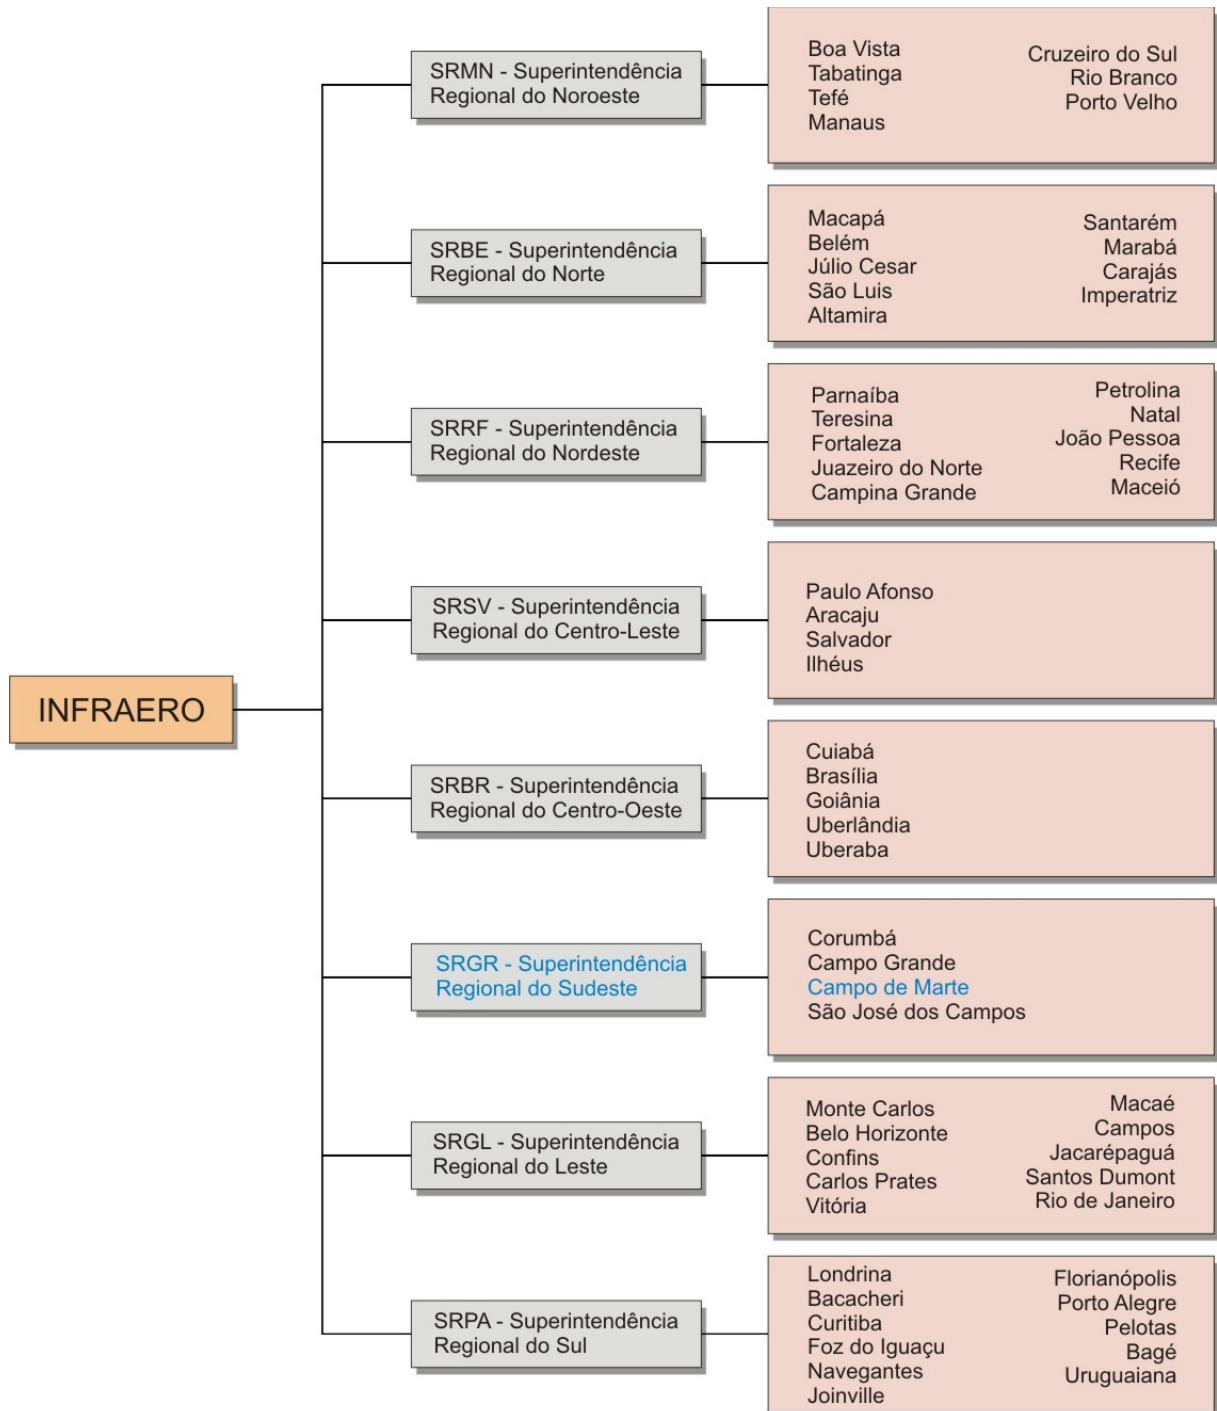 SRMN - Superintendência
Regional do Noroeste
Boa Vista
Tabatinga
Tefé
Manaus
Cruzeiro do Sul
Rio Branco
Porto Velho
SRBE - Superintendência
Regional do Norte
Macapá
Belém
Júlio Cesar
São Luis
Altamira
Santarém
Marabá
Carajás
Imperatriz
SRRF - Superintendência
Regional do Nordeste
Parnaíba
Teresina
Fortaleza
Juazeiro do Norte
Campina Grande
Petrolina
Natal
João Pessoa
Recife
Maceió
SRSV - Superintendência
Regional do Centro-Leste
Paulo Afonso
Aracaju
Salvador
Ilhéus
INFRAERO
SRBR - Superintendência
Regional do Centro-Oeste
Cuiabá
Brasília
Goiânia
Uberlândia
Uberaba
SRGR - Superintendência
Regional do Sudeste
Corumbá
Campo Grande
Campo de Marte
São José dos Campos
SRGL - Superintendência
Regional do Leste
Monte Carlos
Belo Horizonte
Confins
Carlos Prates
Vitória
Macaé
Campos
Jacarépaguá
Santos Dumont
Rio de Janeiro
SRPA - Superintendência
Regional do Sul
Londrina
Bacacheri
Curitiba
Foz do Iguaçu
Navegantes
Joinville
Florianópolis
Porto Alegre
Pelotas
Bagé
Uruguaiana